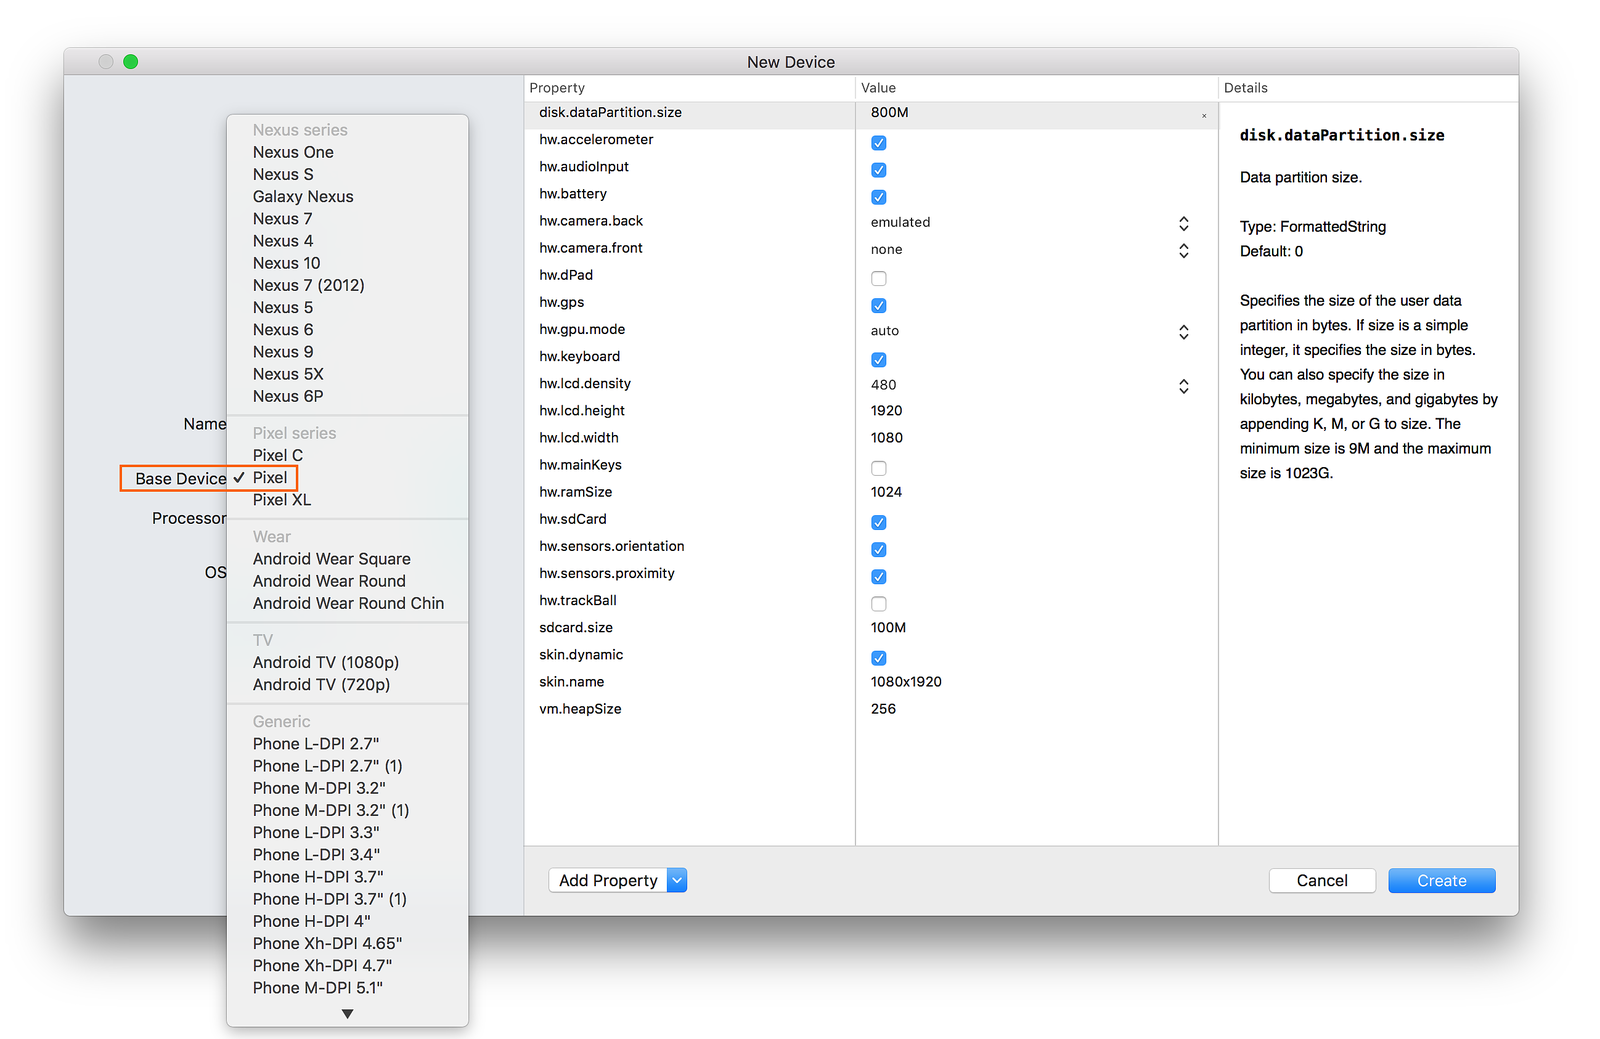 New Device
Property Value Details
Nexus series
Nexus One
Nexus S
Galaxy Nexus
Nexus 7
Nexus 4
Nexus 10
Nexus 7 (2012)
Nexus 5
Nexus 6
Nexus 9
Nexus 5X
Nexus 6P
Name
Pixel series
Pixel C
Base Device ✓ Pixel
Pixel XL
Processor
Wear
Android Wear Square
OS
Android Wear Round
Android Wear Round Chin
TV
Android TV (1080p)
Android TV (720p)
Generic
Phone L-DPI 2.7"
Phone L-DPI 2.7" (1)
Phone M-DPI 3.2"
Phone M-DPI 3.2" (1)
Phone L-DPI 3.3"
Phone L-DPI 3.4"
Phone H-DPI 3.7"
Phone H-DPI 3.7" (1)
Phone H-DPI 4"
Phone Xh-DPI 4.65"
Phone Xh-DPI 4.7"
Phone M-DPI 5.1"
disk.dataPartition.size 800M
hw.accelerometer
hw.audioInput
hw.battery
hw.camera.back emulated
hw.camera.front none
hw.dPad
hw.gps
hw.gpu.mode auto
hw.keyboard
hw.lcd.density 480
hw.lcd.height 1920
hw.lcd.width 1080
hw.mainKeys
hw.ramSize 1024
hw.sdCard
hw.sensors.orientation
hw.sensors.proximity
hw.trackBall
sdcard.size 100M
skin.dynamic
skin.name 1080x1920
vm.heapSize 256
disk.dataPartition.size
Data partition size.
Type: FormattedString
Default: 0
Specifies the size of the user data
partition in bytes. If size is a simple
integer, it specifies the size in bytes.
You can also specify the size in
kilobytes, megabytes, and gigabytes by
appending K, M, or G to size. The
minimum size is 9M and the maximum
size is 1023G.
Add Property
Cancel
Create